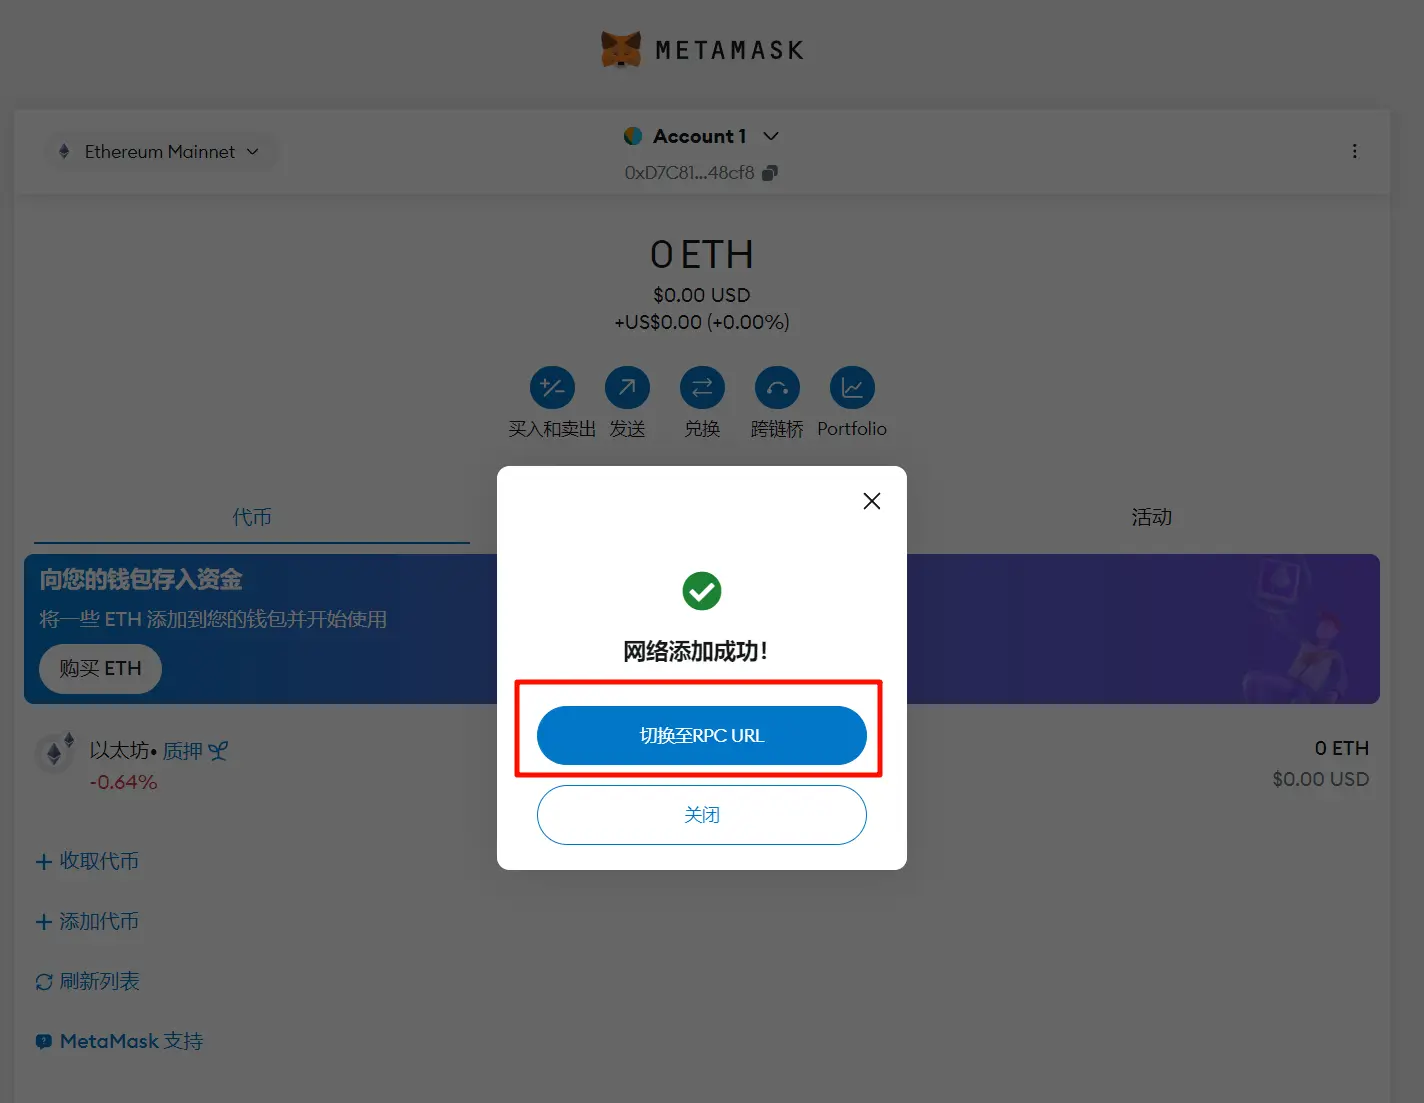 METAMASK
Ethereum Mainnet
Account 1
0xD7C81...48cf8
0 ETH
$0.00 USD
+US$0.00 (+0.00%)
买入和卖出 发送 兑换 跨链桥 Portfolio
代币
活动
向您的钱包存入资金
将一些 ETH 添加到您的钱包并开始使用
购买 ETH
网络添加成功!
切换至RPC URL
关闭
以太坊• 质押
-0.64%
0 ETH
$0.00 USD
+ 收取代币
+ 添加代币
刷新列表
MetaMask 支持